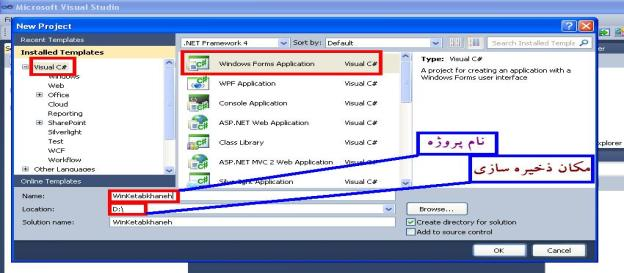 Microsoft Visual Studio
New Project
Recent Templates
.NET Framework 4
Sort by: Default
Search Installed Templa
Installed Templates
Visual C#
Windows
Web
Office
Cloud
Reporting
SharePoint
Silverlight
Test
WCF
Workflow
Other Languages
Online Templates
Windows Forms Application Visual C#
WPF Application Visual C#
Console Application Visual C#
ASP.NET Web Application Visual C#
Class Library Visual C#
ASP.NET MVC 2 Web Application Visual C#
Silverlight Application Visual C#
Type: Visual C#
A project for creating an application with a
Windows Forms user interface
نام پروژه
مکان ذخیره سازی
xplorer
Name: WinKetabkhaneh
Location: D:\
Browse...
Solution name: WinKetabkhaneh
Create directory for solution
Add to source control
OK
Cancel